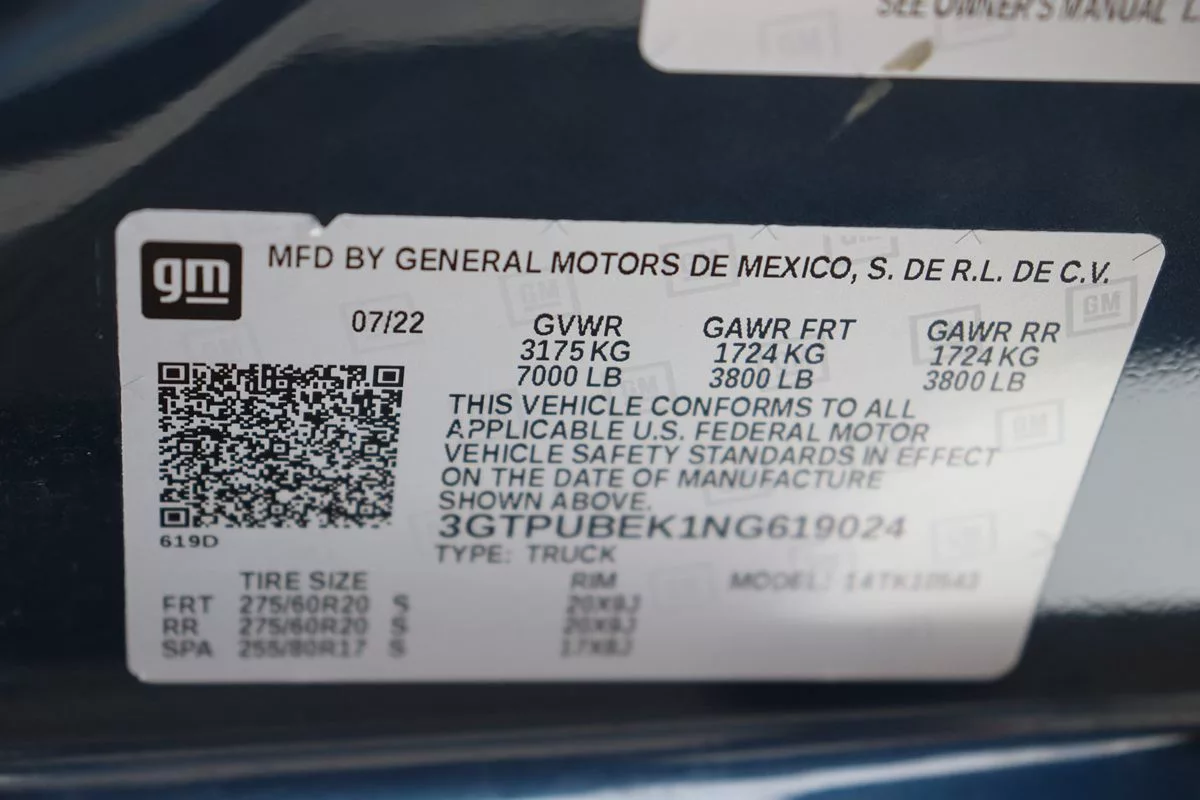 SEE OWNER'S MANUAL
gm
MFD BY GENERAL MOTORS DE MEXICO, S. DE R.L. DE C.V.
07/22 GVWR GAWR FRT GAWR RR
3175 KG 1724 KG 1724 KG
7000 LB 3800 LB 3800 LB
THIS VEHICLE CONFORMS TO ALL
APPLICABLE U.S. FEDERAL MOTOR
VEHICLE SAFETY STANDARDS IN EFFECT
ON THE DATE OF MANUFACTURE
SHOWN ABOVE.
3GTPUBEK1NG619024
619D
TYPE: TRUCK
TIRE SIZE RIM MODEL:
FRT 275/60R20 S 20X9J
RR 275/60R20 S 20X9J
SPA 255/80R17 S 17X8J